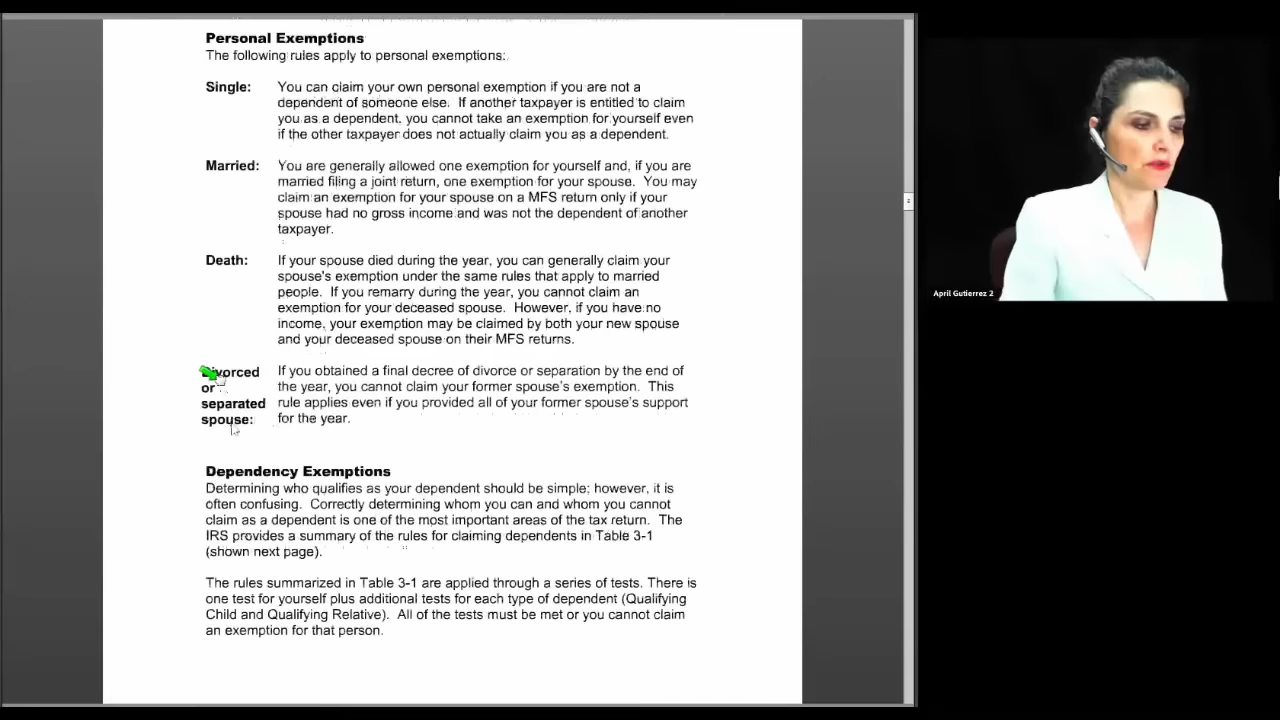 Personal Exemptions
The following rules apply to personal exemptions:
Single: You can claim your own personal exemption if you are not a
dependent of someone else. If another taxpayer is entitled to claim
you as a dependent, you cannot take an exemption for yourself even
if the other taxpayer does not actually claim you as a dependent.
Married: You are generally allowed one exemption for yourself and, if you are
married filing a joint return, one exemption for your spouse. You may
claim an exemption for your spouse on a MFS return only if your
spouse had no gross income and was not the dependent of another
taxpayer.
Death: If your spouse died during the year, you can generally claim your
spouse's exemption under the same rules that apply to married
people. If you remarry during the year, you cannot claim an
exemption for your deceased spouse. However, if you have no
income, your exemption may be claimed by both your new spouse
and your deceased spouse on their MFS returns.
Divorced If you obtained a final decree of divorce or separation by the end of
or the year, you cannot claim your former spouse's exemption. This
separated rule applies even if you provided all of your former spouse's support
spouse: for the year.
Dependency Exemptions
Determining who qualifies as your dependent should be simple; however, it is
often confusing. Correctly determining whom you can and whom you cannot
claim as a dependent is one of the most important areas of the tax return. The
IRS provides a summary of the rules for claiming dependents in Table 3-1
(shown next page).
The rules summarized in Table 3-1 are applied through a series of tests. There is
one test for yourself plus additional tests for each type of dependent (Qualifying
Child and Qualifying Relative). All of the tests must be met or you cannot claim
an exemption for that person.
April Gutierrez 2